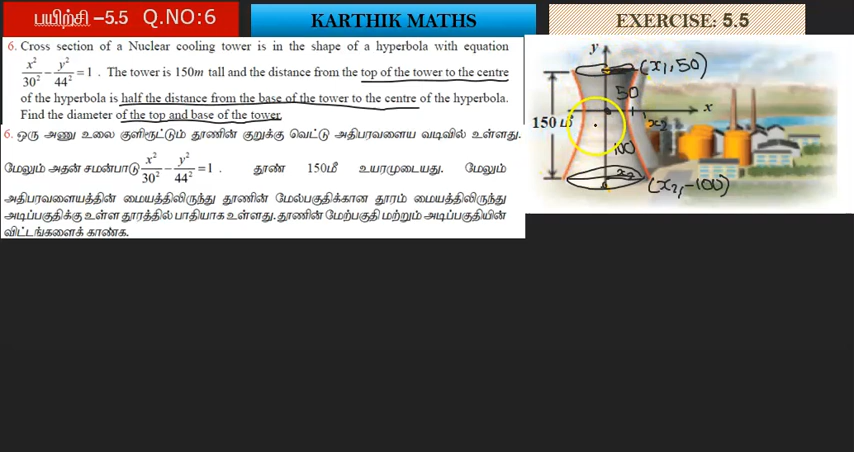 பயிற்சி –5.5 Q.NO:6
KARTHIK MATHS
EXERCISE: 5.5
6. Cross section of a Nuclear cooling tower is in the shape of a hyperbola with equation
x²/30² − y²/44² = 1 . The tower is 150m tall and the distance from the top of the tower to the centre
of the hyperbola is half the distance from the base of the tower to the centre of the hyperbola.
Find the diameter of the top and base of the tower.
6. ஒரு அணு உலை குளிரூட்டும் தூணின் குறுக்கு வெட்டு அதிபரவளைய வடிவில் உள்ளது.
மேலும் அதன் சமன்பாடு x²/30² − y²/44² = 1 . தூண் 150மீ உயரமுடையது. மேலும்
அதிபரவளையத்தின் மையத்திலிருந்து தூணின் மேல்பகுதிக்கான தூரம் மையத்திலிருந்து
அடிப்பகுதிக்கு உள்ள தூரத்தில் பாதியாக உள்ளது. தூணின் மேற்பகுதி மற்றும் அடிப்பகுதியின்
விட்டங்களைக் காண்க.
y
(x₁, 50)
50
x
150 மீ
x₂
100
x₂
(x₂, −100)